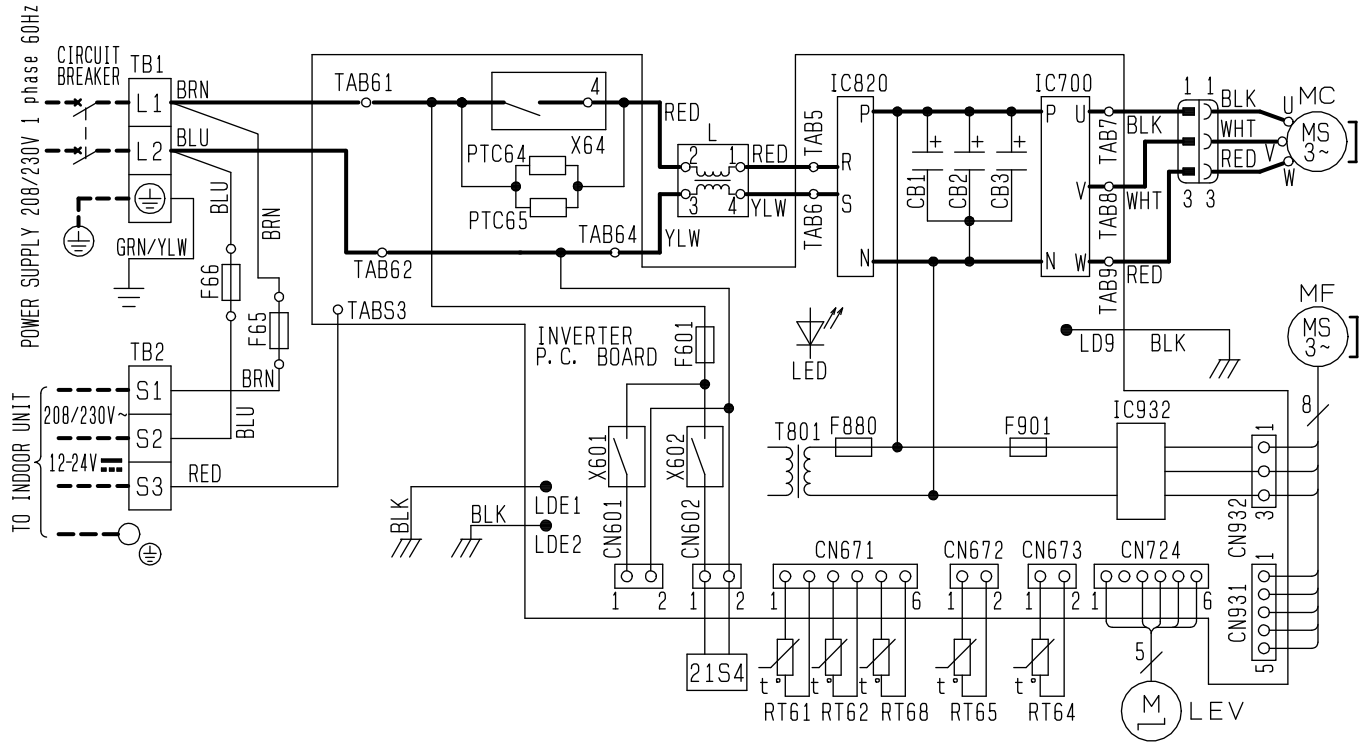 POWER SUPPLY 208/230V 1 phase 60Hz
CIRCUIT
BREAKER
TB1
L1
L2
BRN
BLU
GRN/YLW
BLU
BRN
F66
F65
TAB61
TAB62
TABS3
PTC64
PTC65
X64
4
TAB64
RED
YLW
L
2
1
3
4
RED
YLW
TAB5
TAB6
IC820
P
R
S
N
CB1
CB2
CB3
+
+
+
IC700
P
N
U
V
W
TAB7
TAB8
TAB9
BLK
WHT
RED
1
1
3
3
BLK
WHT
RED
U
V
W
MC
MS
3~
MF
MS
3~
8
TO INDOOR UNIT
TB2
S1
208/230V~
S2
12-24V
S3
BRN
BLU
RED
INVERTER
P.C. BOARD
F601
LED
LD9
BLK
X601
X602
T801
F880
F901
IC932
1
3
CN932
BLK
BLK
LDE1
LDE2
CN601
CN602
1
2
1
2
21S4
CN671
1
6
CN672
1
2
CN673
1
2
CN724
1
6
CN931
1
5
t°
t°
t°
t°
t°
RT61
RT62
RT68
RT65
RT64
5
M
LEV